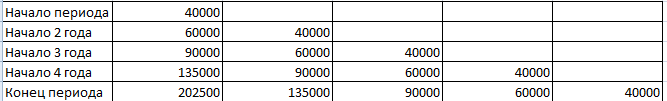 Начало периода 40000
Начало 2 года 60000 40000
Начало 3 года 90000 60000 40000
Начало 4 года 135000 90000 60000 40000
Конец периода 202500 135000 90000 60000 40000